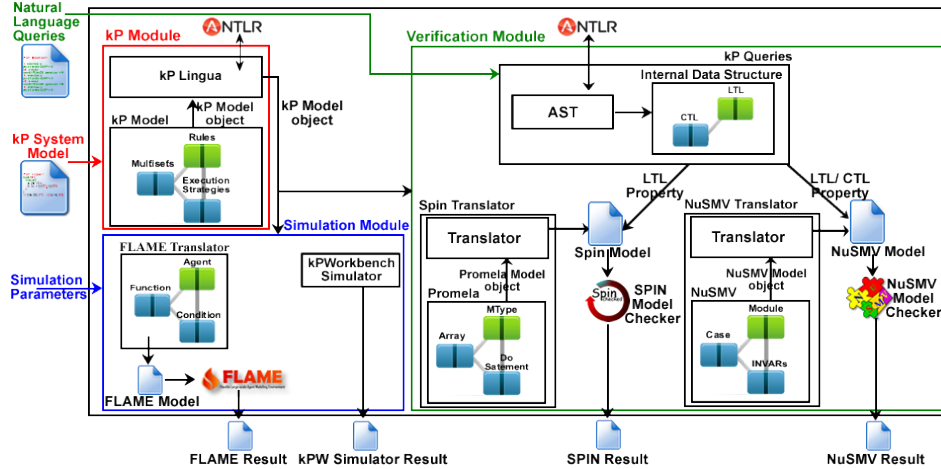 Natural
Language
Queries
ANTLR
kP Module
kP Lingua
kP Model
object
kP Model
Rules
Multisets
Execution
Strategies
kP Model
object
kP System
Model
Simulation
Parameters
Simulation Module
FLAME Translator
Agent
Function
Condition
FLAME Model
FLAME
kPWorkbench
Simulator
Verification Module
ANTLR
kP Queries
AST
Internal Data Structure
LTL
CTL
LTL
Property
LTL/ CTL
Property
Spin Translator
Translator
Promela Model
object
Promela
MType
Array
Do
Satement
Spin Model
Spin
Checked
SPIN
Model
Checker
NuSMV Translator
Translator
NuSMV Model
object
NuSMV
Module
Case
INVARs
NuSMV Model
NuSMV
Model
Checker
FLAME Result
kPW Simulator Result
SPIN Result
NuSMV Result